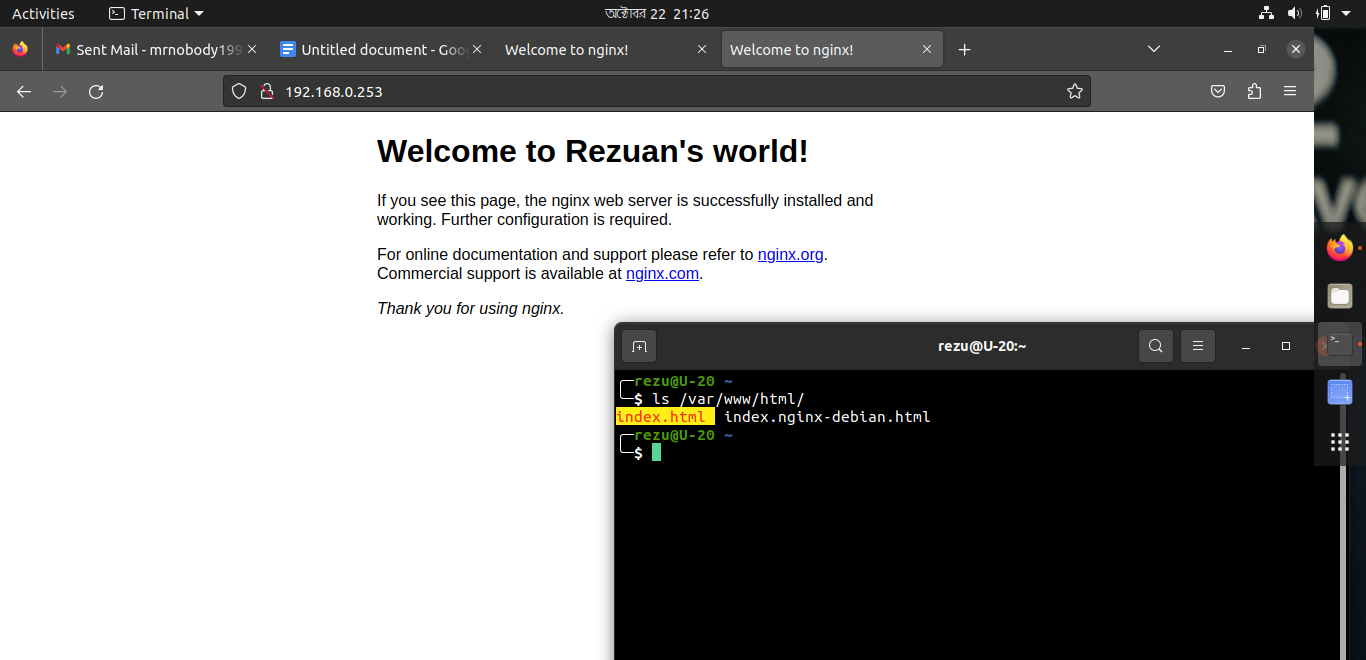 Activities Terminal অক্টোবর 22 21:26
Sent Mail - mrnobody199 Untitled document - Goo Welcome to nginx! Welcome to nginx!
192.168.0.253
Welcome to Rezuan's world!
If you see this page, the nginx web server is successfully installed and
working. Further configuration is required.
For online documentation and support please refer to nginx.org.
Commercial support is available at nginx.com.
Thank you for using nginx.
rezu@U-20:~
rezu@U-20 ~
$ ls /var/www/html/
index.html index.nginx-debian.html
rezu@U-20 ~
$